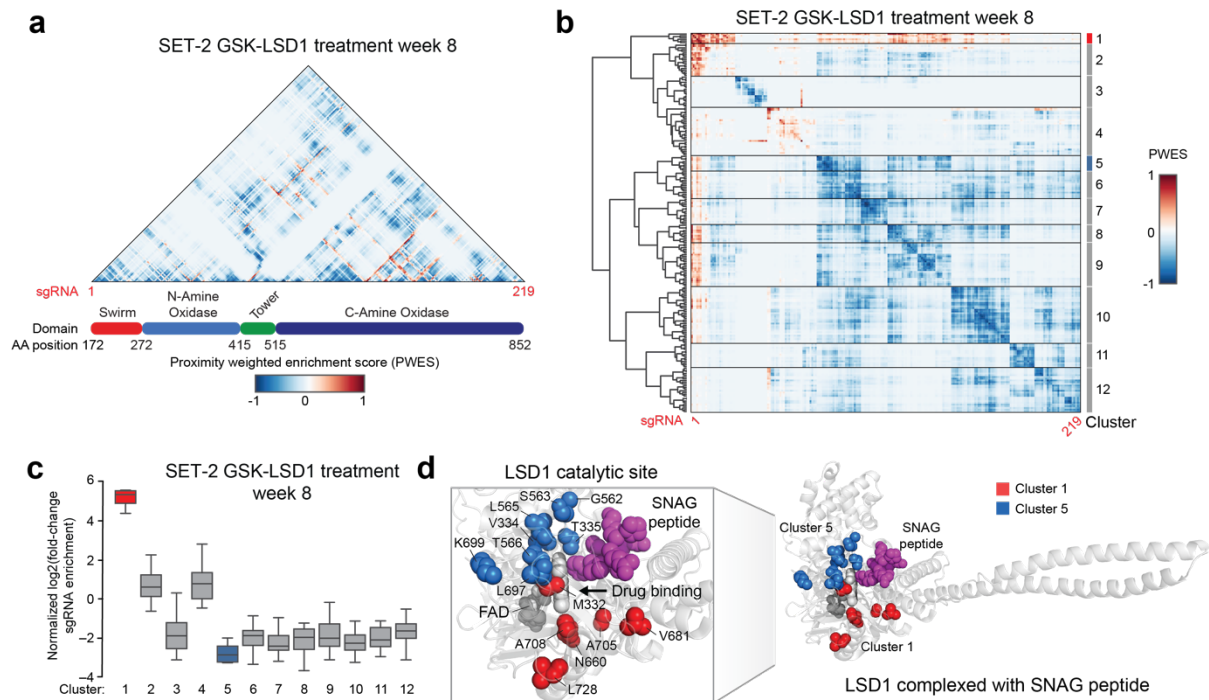 a
SET-2 GSK-LSD1 treatment week 8
sgRNA 1 219
Swirm N-Amine Oxidase Tower C-Amine Oxidase
Domain
AA position 172 272 415 515 852
Proximity weighted enrichment score (PWES)
-1 0 1
b
SET-2 GSK-LSD1 treatment week 8
1
2
3
4
5
6
7
8
9
10
11
12
PWES
1
0
-1
sgRNA 1 219 Cluster
c
SET-2 GSK-LSD1 treatment
week 8
Normalized log2(fold-change
sgRNA enrichment)
6
4
2
0
−2
−4
Cluster: 1 2 3 4 5 6 7 8 9 10 11 12
d
LSD1 catalytic site
S563 G562
L565 SNAG
V334 T335 peptide
T566
K699
L697 Drug binding
M332
FAD
A708 A705 V681
N660
L728
Cluster 1
Cluster 5
Cluster 5
SNAG
peptide
Cluster 1
LSD1 complexed with SNAG peptide